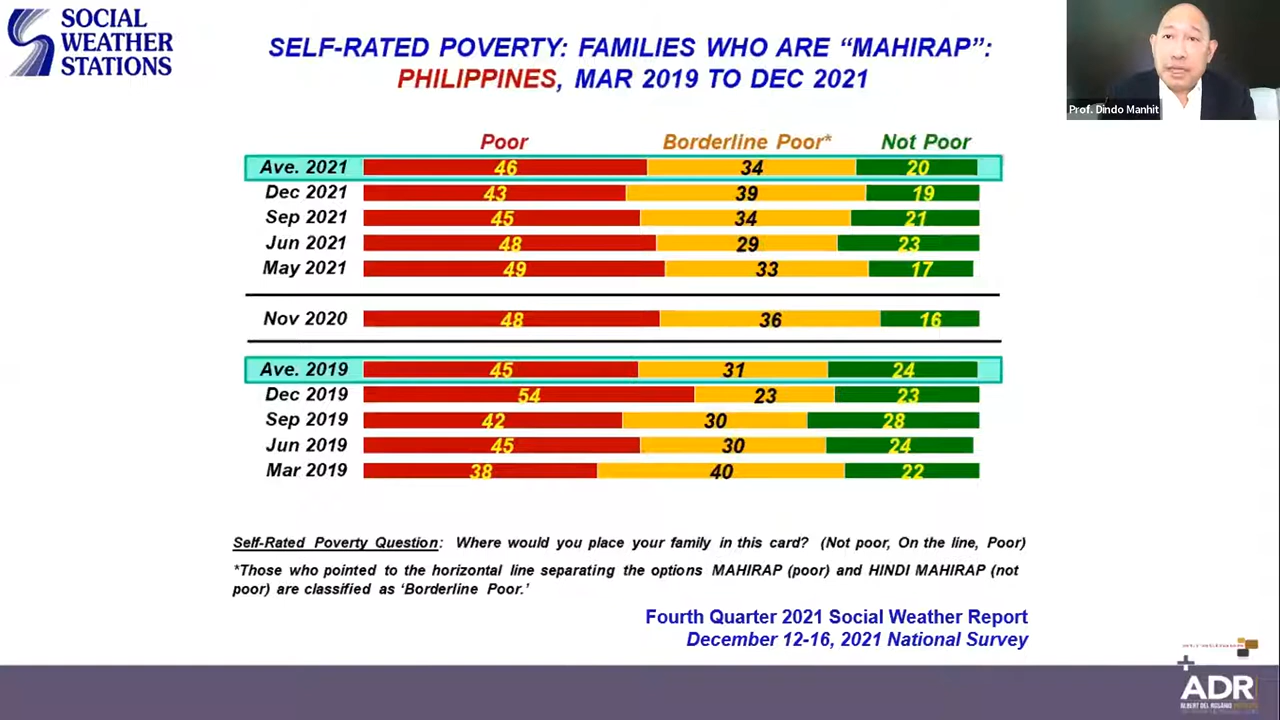 SOCIAL
WEATHER
STATIONS
SELF-RATED POVERTY: FAMILIES WHO ARE “MAHIRAP”:
PHILIPPINES, MAR 2019 TO DEC 2021
Prof. Dindo Manhit
Poor Borderline Poor* Not Poor
Ave. 2021 46 34 20
Dec 2021 43 39 19
Sep 2021 45 34 21
Jun 2021 48 29 23
May 2021 49 33 17
Nov 2020 48 36 16
Ave. 2019 45 31 24
Dec 2019 54 23 23
Sep 2019 42 30 28
Jun 2019 45 30 24
Mar 2019 38 40 22
Self-Rated Poverty Question: Where would you place your family in this card? (Not poor, On the line, Poor)
*Those who pointed to the horizontal line separating the options MAHIRAP (poor) and HINDI MAHIRAP (not
poor) are classified as ‘Borderline Poor.’
Fourth Quarter 2021 Social Weather Report
December 12-16, 2021 National Survey
ADR
ALBERT DEL ROSARIO